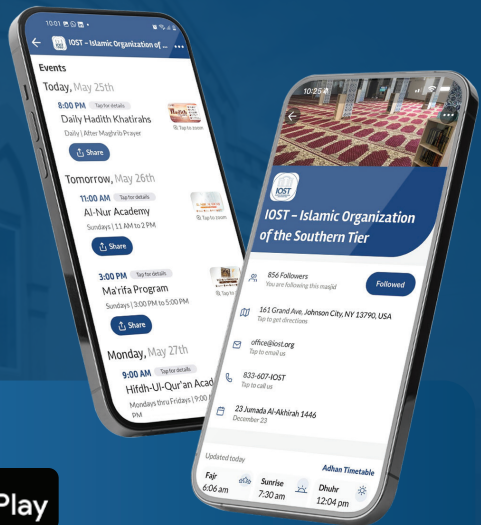 10:01
IOST – Islamic Organization of ...
Events
Today, May 25th
8:00 PM Tap for details
Daily Hadith Khatirahs
Daily | After Maghrib Prayer
Tap to zoom
Share
Tomorrow, May 26th
11:00 AM Tap for details
Al-Nur Academy
Sundays | 11 AM to 2 PM
Tap to zoom
Share
3:00 PM Tap for details
Ma'rifa Program
Sundays | 3:00 PM to 5:00 PM
Tap to
Share
Monday, May 27th
9:00 AM Tap for details
Hifdh-Ul-Qur'an Acad
Mondays thru Fridays | 9:00
PM
10:25
IOST
IOST – Islamic Organization
of the Southern Tier
856 Followers
You are following this masjid
Followed
161 Grand Ave, Johnson City, NY 13790, USA
Tap to get directions
office@iost.org
Tap to email us
833-607-IOST
Tap to call us
23 Jumada Al-Akhirah 1446
December 23
Updated today
Adhan Timetable
Fajr
6:06 am
Sunrise
7:30 am
Dhuhr
12:04 pm
Play